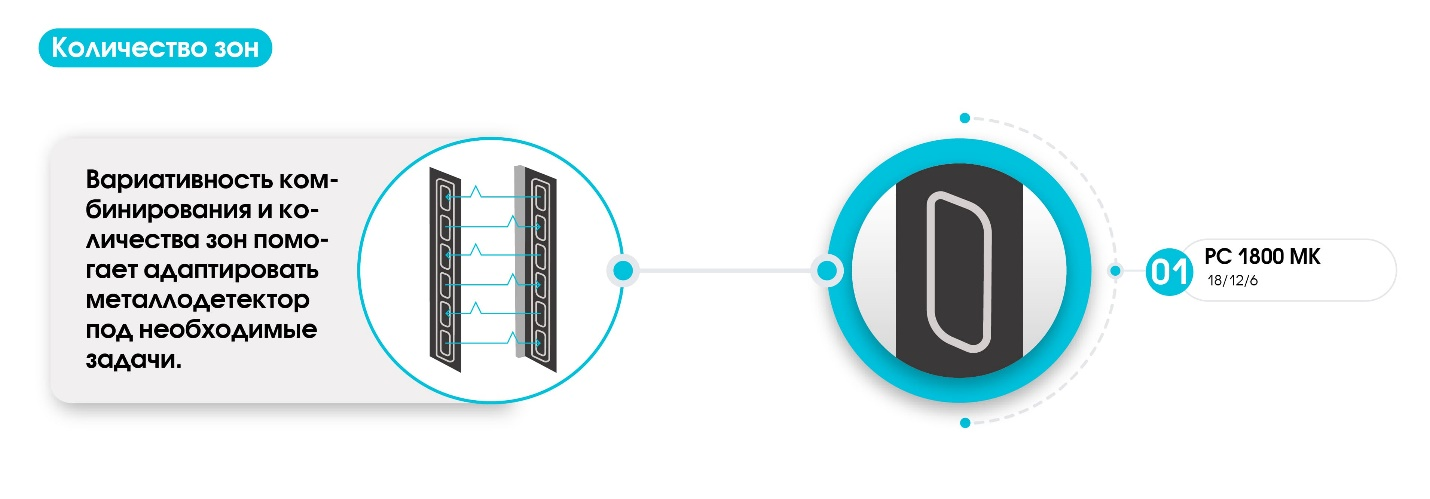 Количество зон
Вариативность ком-
бинирования и ко-
личества зон помо-
гает адаптировать
металлодетектор
под необходимые
задачи.
01
PC 1800 MK
18/12/6